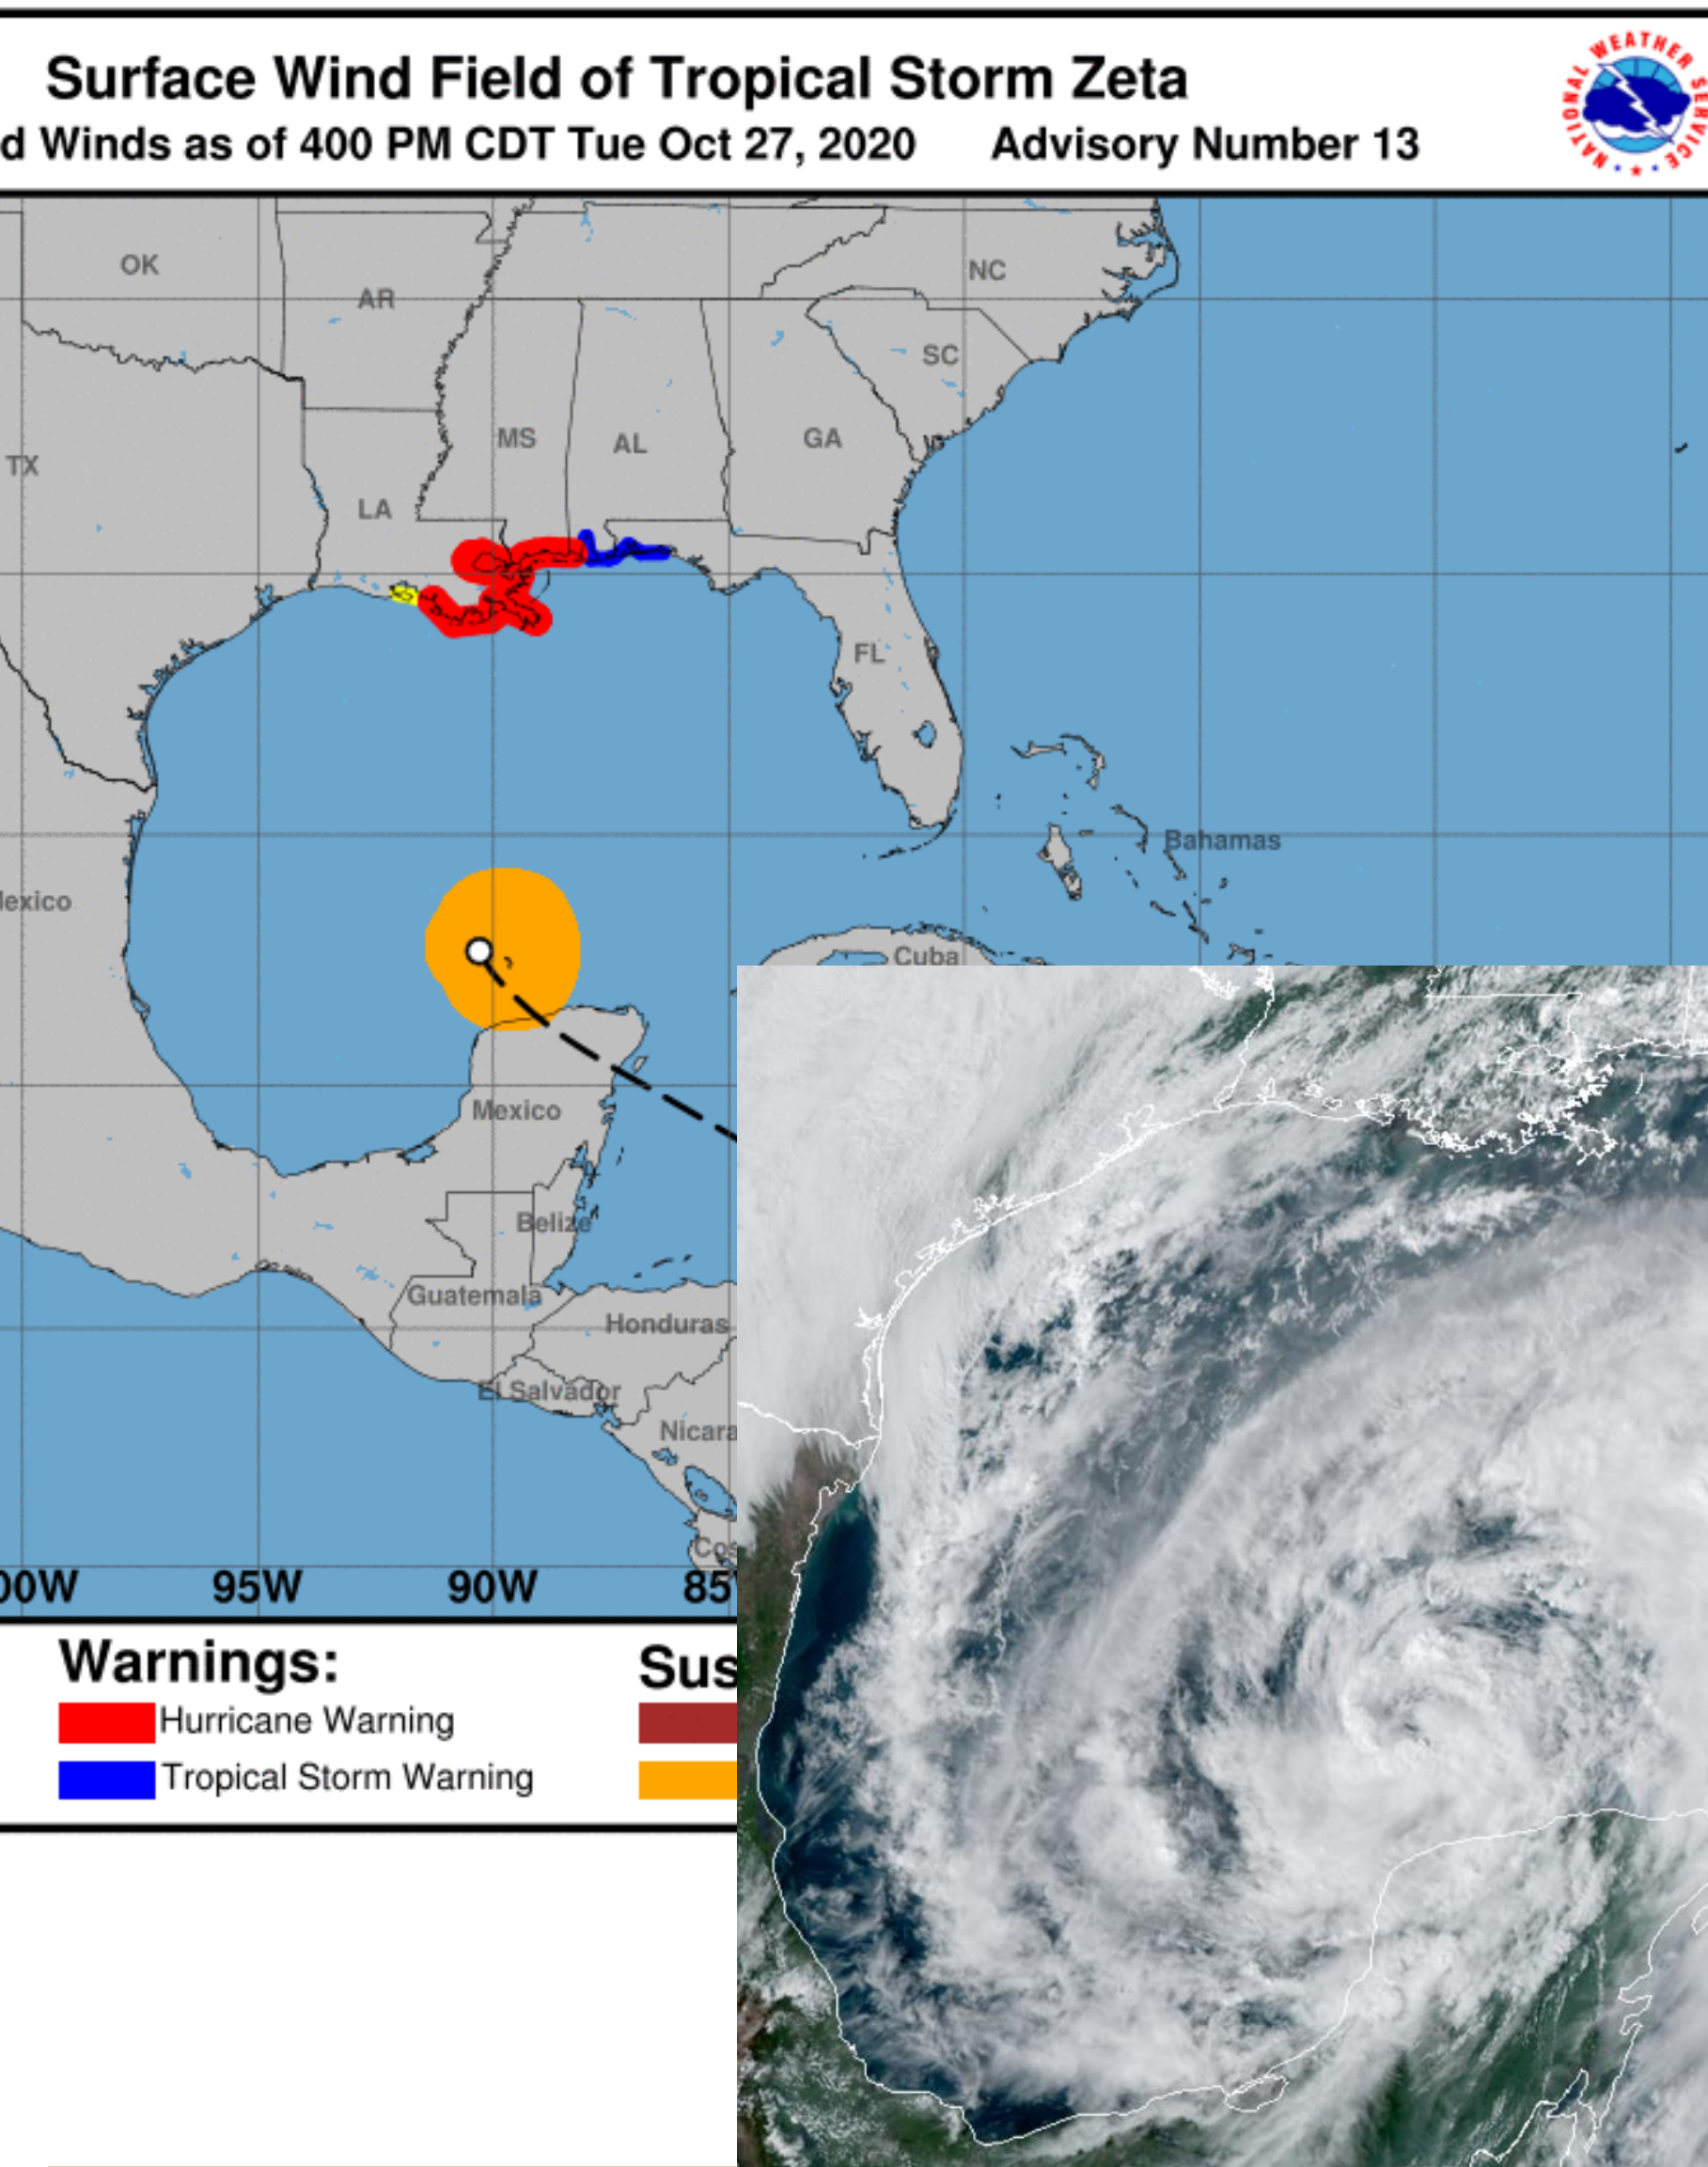 Surface Wind Field of Tropical Storm Zeta
d Winds as of 400 PM CDT Tue Oct 27, 2020 Advisory Number 13
NATIONAL WEATHER SERVICE
OK
AR
NC
SC
TX
MS
AL
GA
LA
FL
Bahamas
lexico
Cuba
Mexico
Belize
Guatemala
Honduras
El Salvador
Nicara
Cos
00W 95W 90W 85
Warnings:
Hurricane Warning
Tropical Storm Warning
Sus